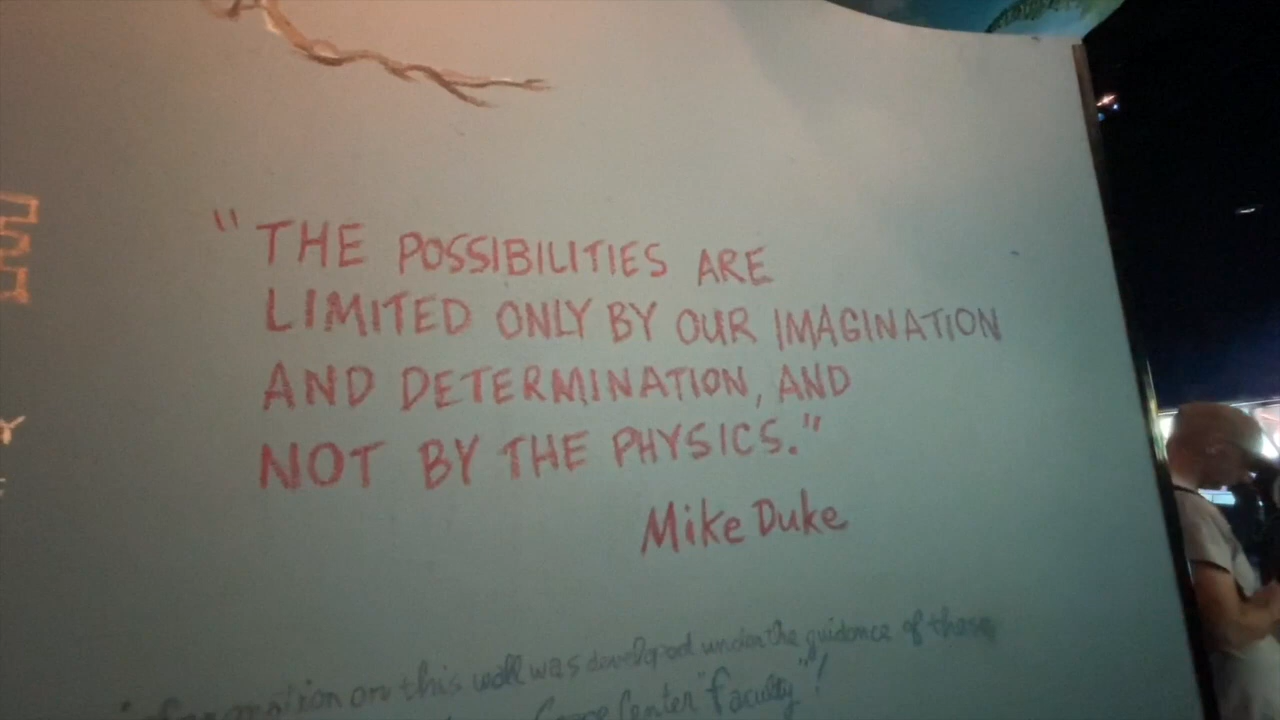 "THE POSSIBILITIES ARE
LIMITED ONLY BY OUR IMAGINATION
AND DETERMINATION, AND
NOT BY THE PHYSICS."
Mike Duke
information on this wall was developed under the guidance of these
Center "Faculty"!